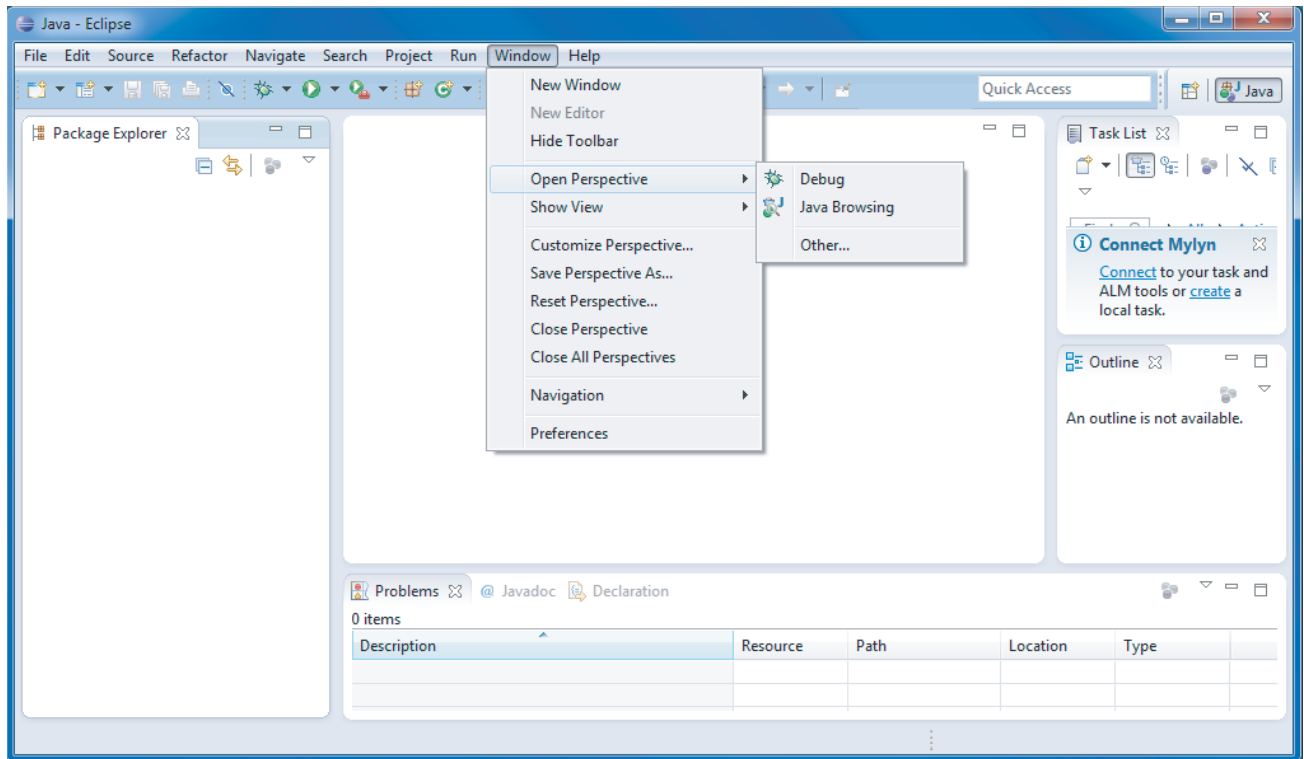 Java - Eclipse
File Edit Source Refactor Navigate Search Project Run Window Help
Quick Access
Java
New Window
New Editor
Hide Toolbar
Open Perspective
Show View
Customize Perspective...
Save Perspective As...
Reset Perspective...
Close Perspective
Close All Perspectives
Navigation
Preferences
Debug
Java Browsing
Other...
Package Explorer
Task List
Connect Mylyn
Connect to your task and
ALM tools or create a
local task.
Outline
An outline is not available.
Problems @ Javadoc Declaration
0 items
Description Resource Path Location Type